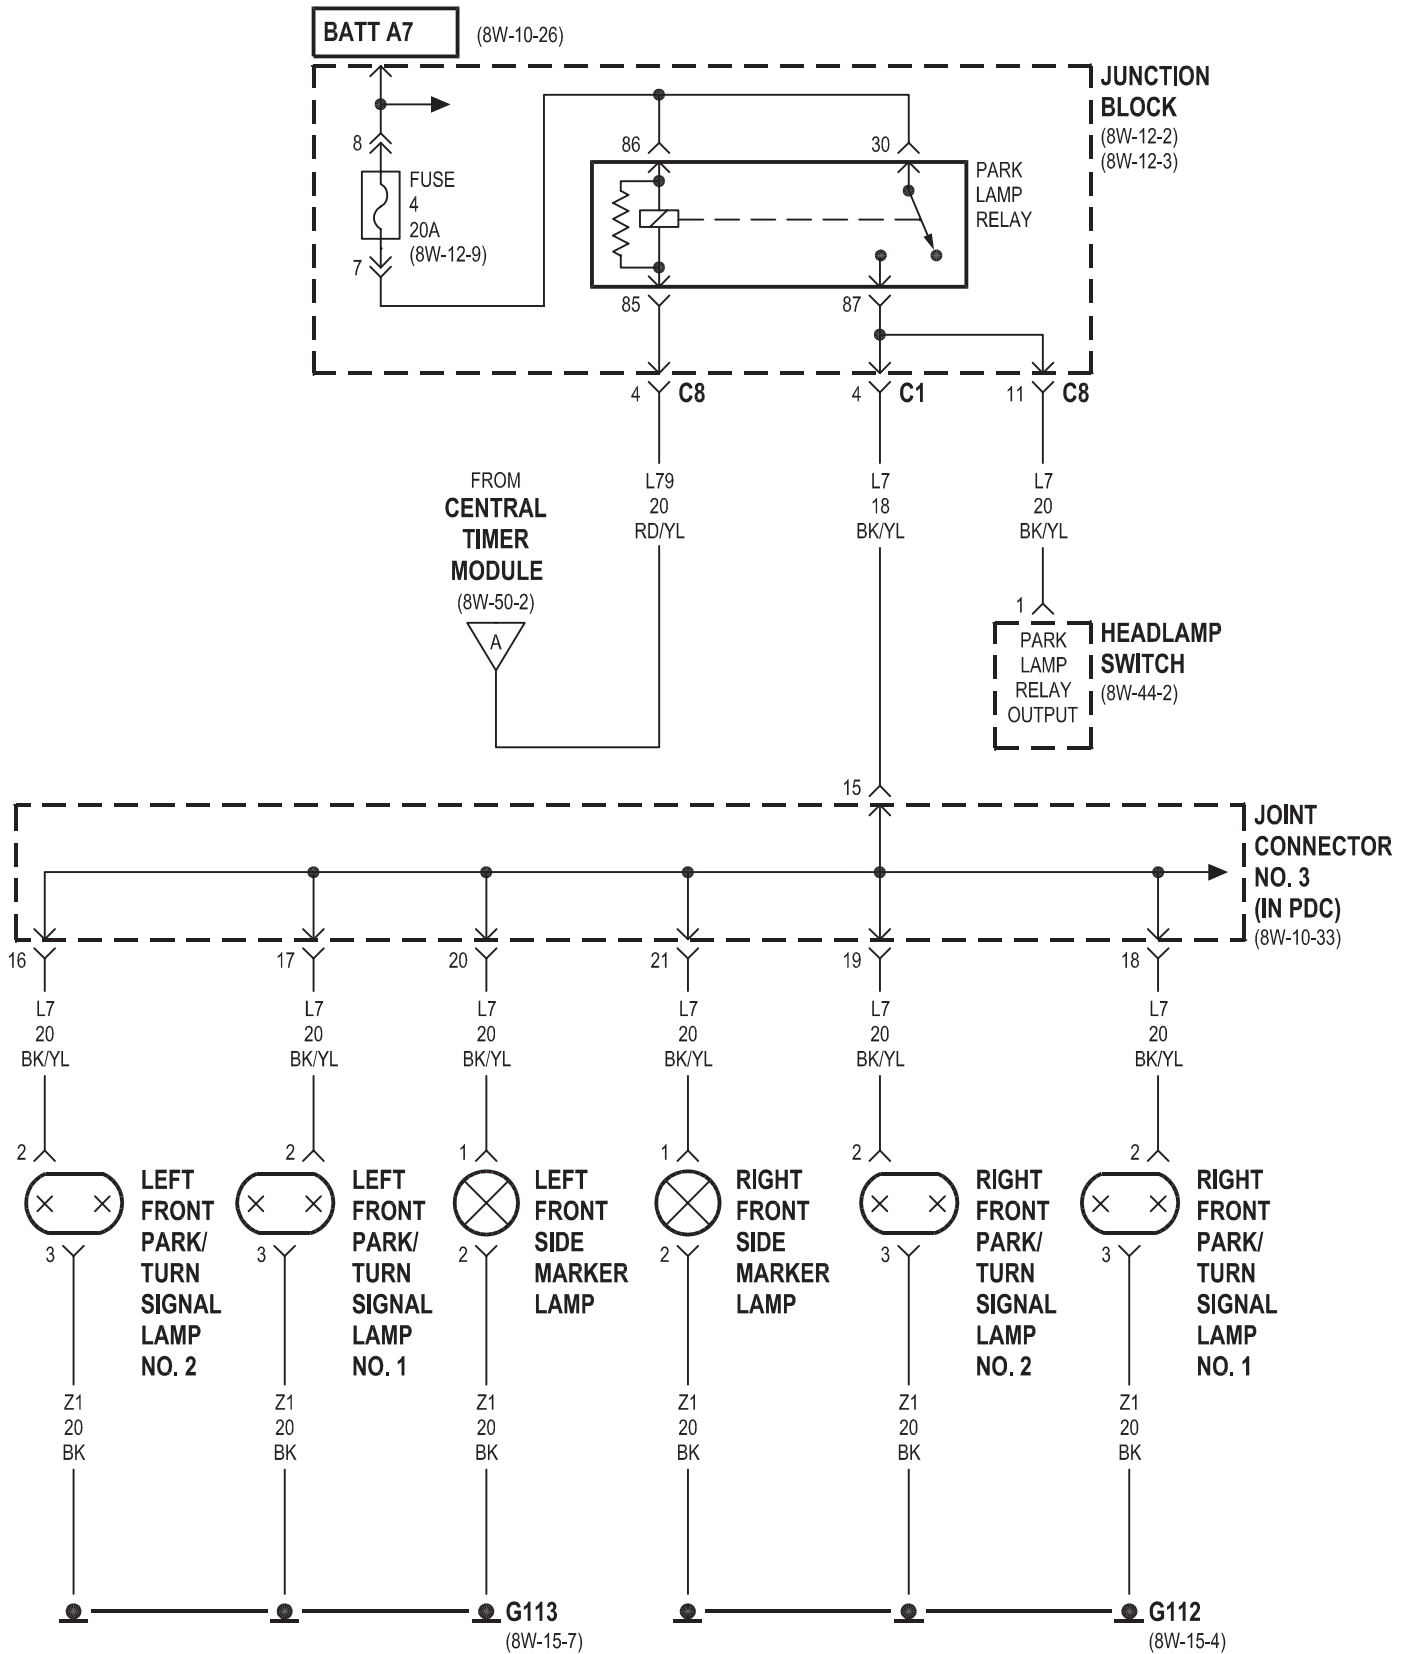 BATT A7
(8W-10-26)
JUNCTION
BLOCK
(8W-12-2)
(8W-12-3)
8
FUSE
4
20A
(8W-12-9)
7
86
30
PARK
LAMP
RELAY
85
87
4
C8
4
C1
11
C8
FROM
CENTRAL
TIMER
MODULE
(8W-50-2)
A
L79
20
RD/YL
L7
18
BK/YL
L7
20
BK/YL
1
PARK
LAMP
RELAY
OUTPUT
HEADLAMP
SWITCH
(8W-44-2)
15
JOINT
CONNECTOR
NO. 3
(IN PDC)
(8W-10-33)
16
17
20
21
19
18
L7
20
BK/YL
L7
20
BK/YL
L7
20
BK/YL
L7
20
BK/YL
L7
20
BK/YL
L7
20
BK/YL
2
2
1
1
2
2
LEFT
FRONT
PARK/
TURN
SIGNAL
LAMP
NO. 2
LEFT
FRONT
PARK/
TURN
SIGNAL
LAMP
NO. 1
LEFT
FRONT
SIDE
MARKER
LAMP
RIGHT
FRONT
SIDE
MARKER
LAMP
RIGHT
FRONT
PARK/
TURN
SIGNAL
LAMP
NO. 2
RIGHT
FRONT
PARK/
TURN
SIGNAL
LAMP
NO. 1
3
3
2
2
3
3
Z1
20
BK
Z1
20
BK
Z1
20
BK
Z1
20
BK
Z1
20
BK
Z1
20
BK
G113
(8W-15-7)
G112
(8W-15-4)